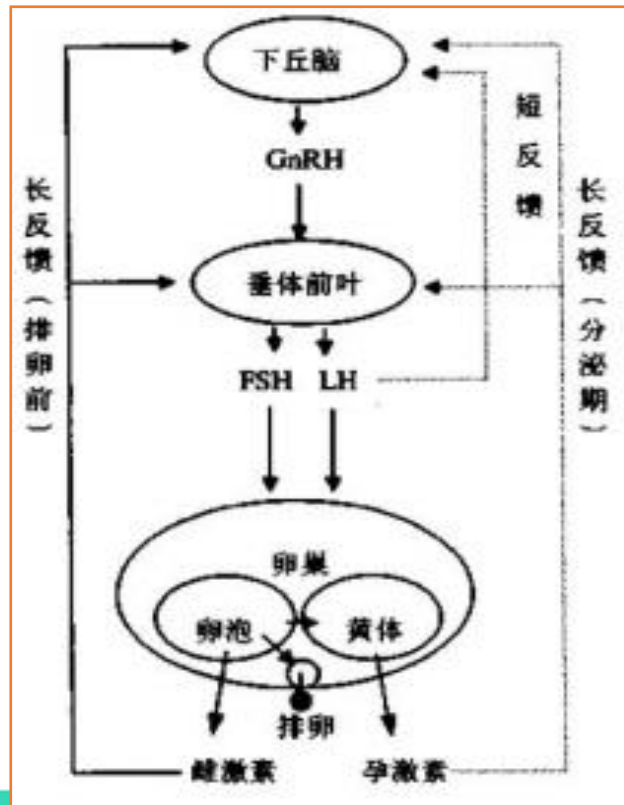 下丘脑
GnRH
短反馈
长反馈（排卵前）
长反馈（分泌期）
垂体前叶
FSH LH
卵巢
卵泡 黄体
排卵
雌激素 孕激素